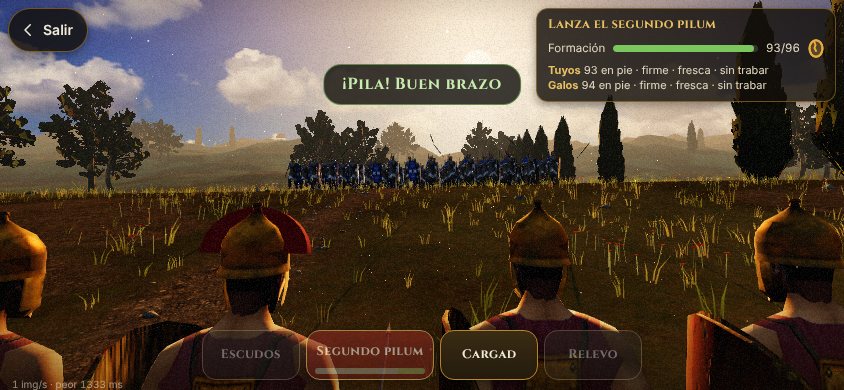 Salir
¡Pila! Buen brazo
Lanza el segundo pilum
Formación 93/96
Tuyos 93 en pie · firme · fresca · sin trabar
Galos 94 en pie · firme · fresca · sin trabar
Escudos
Segundo pilum
Cargad
Relevo
1 img/s · peor 1333 ms